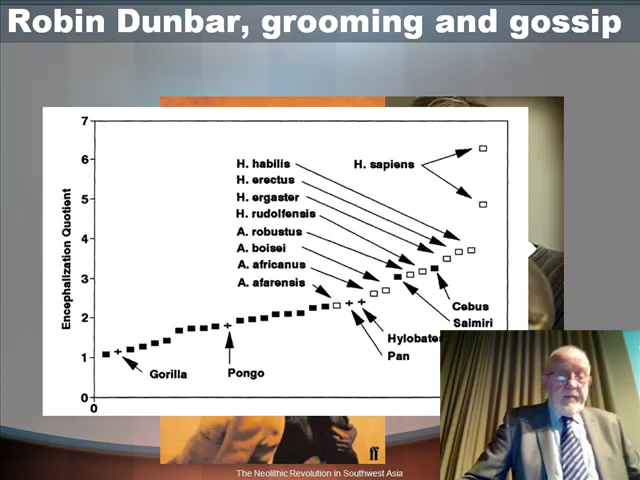 Robin Dunbar, grooming and gossip
7
6
5
4
3
2
1
0
0
Encephalization Quotient
H. habilis
H. erectus
H. ergaster
H. rudolfensis
A. robustus
A. boisei
A. africanus
A. afarensis
H. sapiens
Cebus
Saimiri
Hylobates
Pan
Gorilla
Pongo
ff
The Neolithic Revolution in Southwest Asia